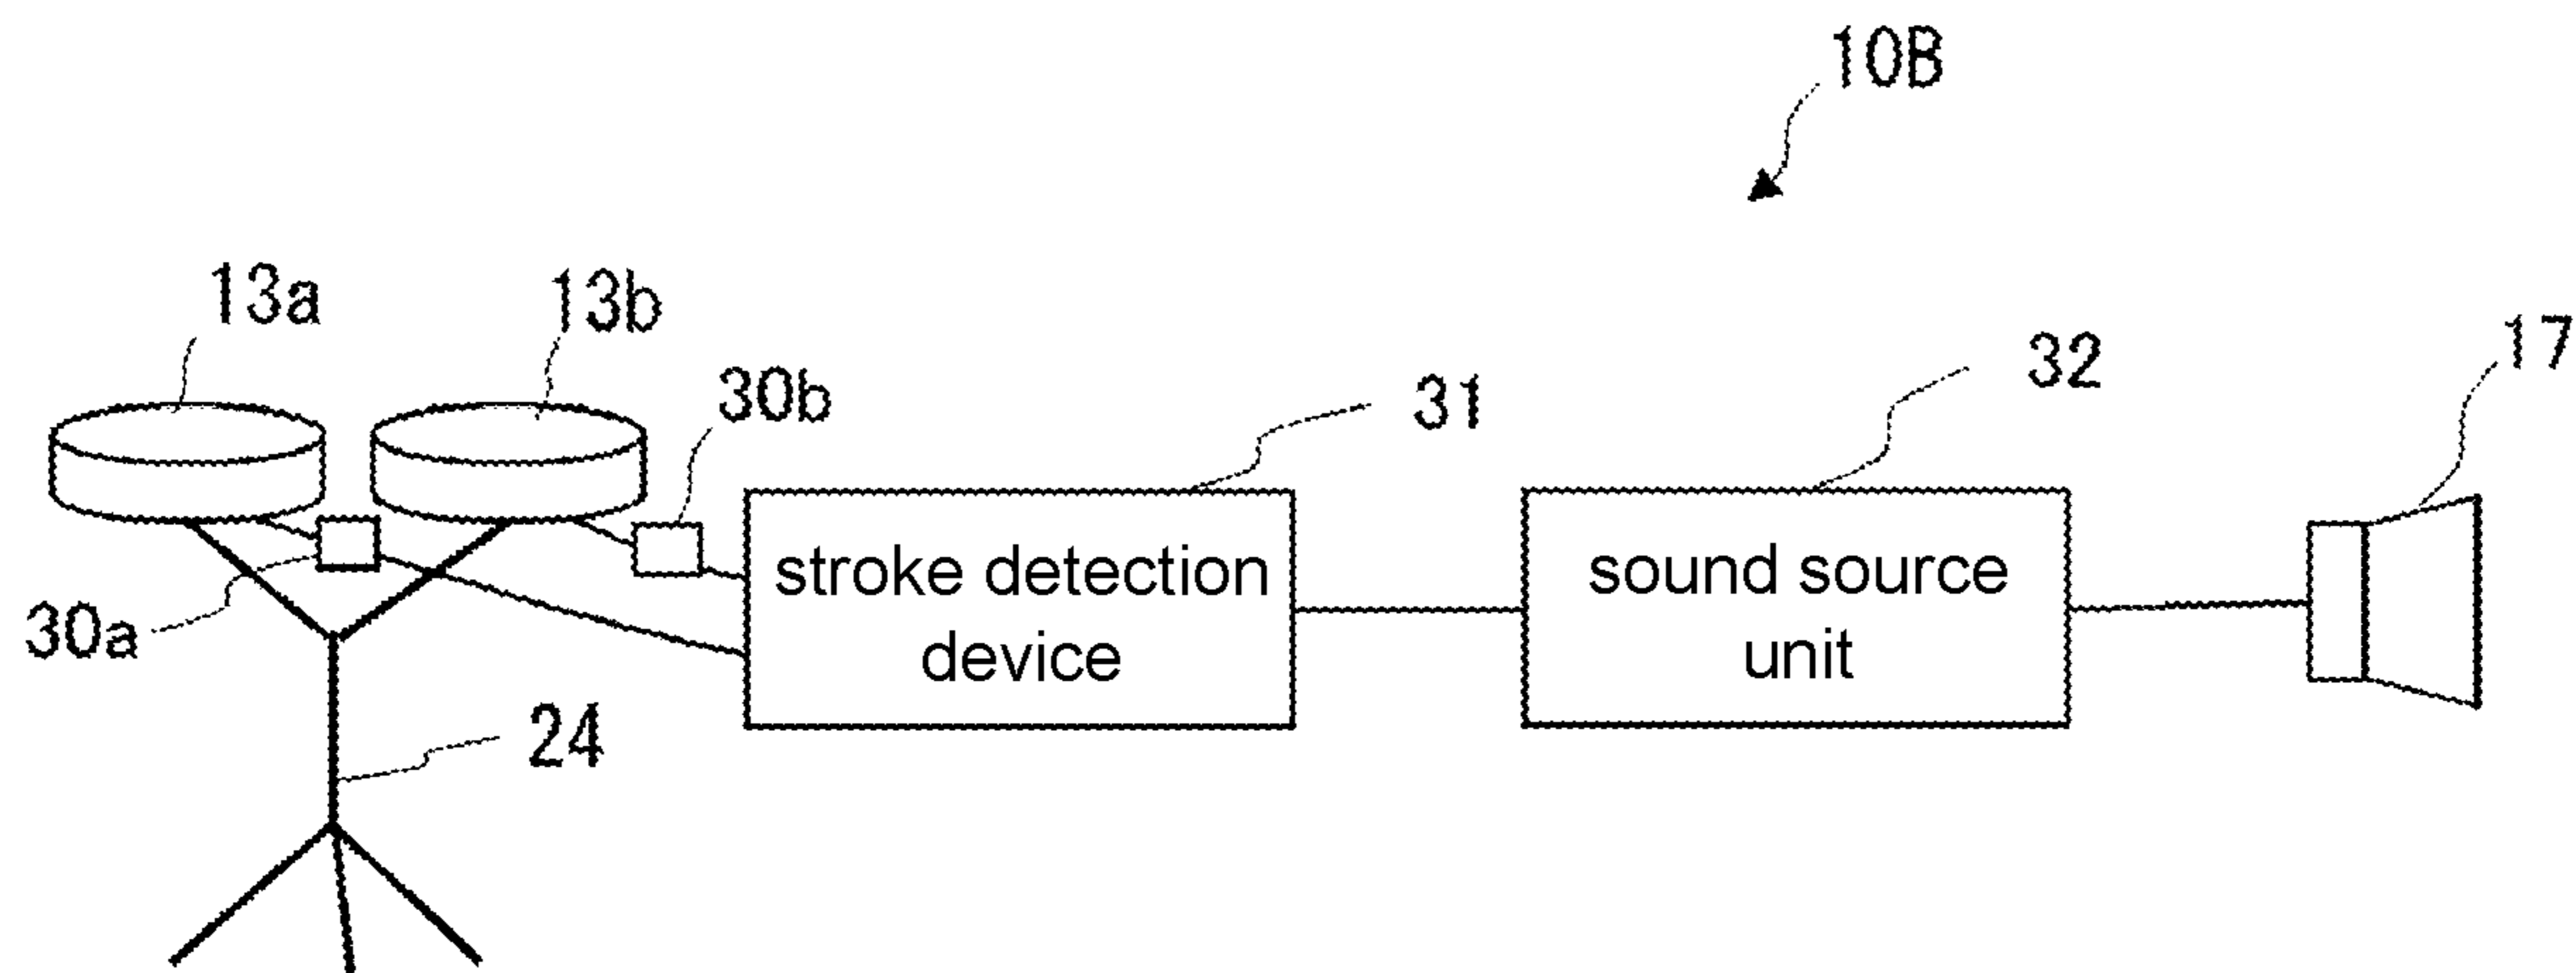 10B
13a
13b
30b
31
32
17
stroke detection
device
sound source
unit
30a
24